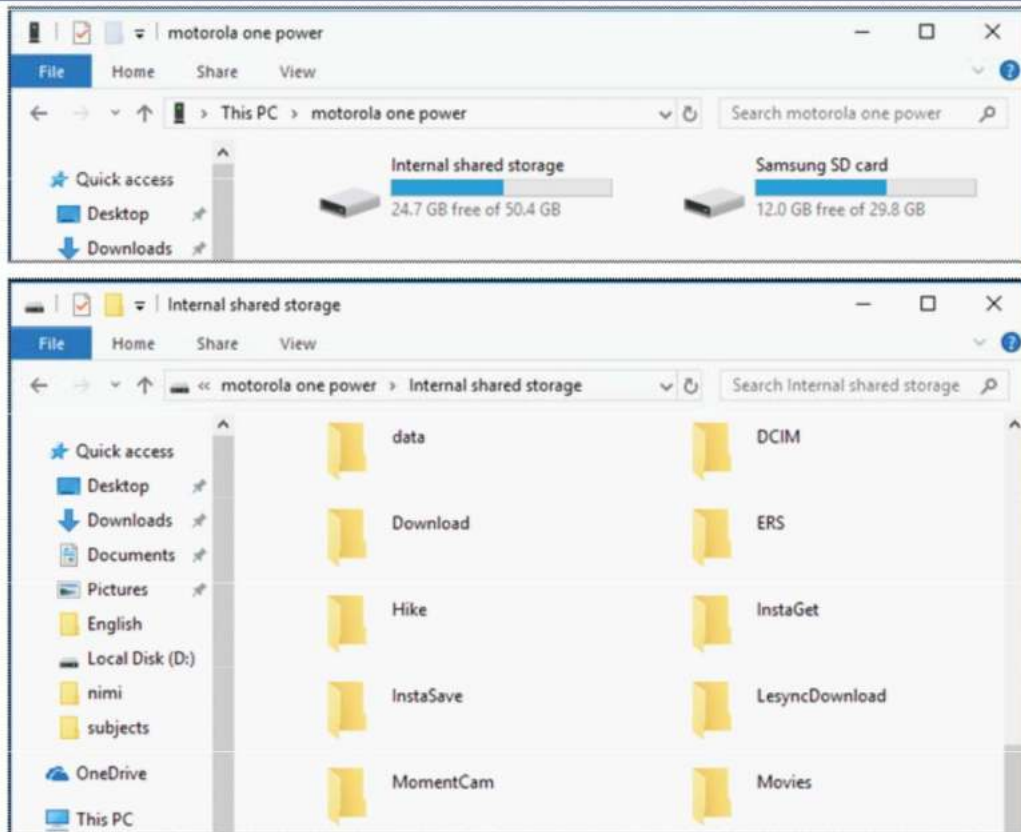 motorola one power
File Home Share View
This PC > motorola one power
Search motorola one power
Quick access
Desktop
Downloads
Internal shared storage
24.7 GB free of 50.4 GB
Samsung SD card
12.0 GB free of 29.8 GB
Internal shared storage
File Home Share View
« motorola one power > Internal shared storage
Search Internal shared storage
Quick access
Desktop
Downloads
Documents
Pictures
English
Local Disk (D:)
nimi
subjects
OneDrive
This PC
data DCIM
Download ERS
Hike InstaGet
InstaSave LesyncDownload
MomentCam Movies